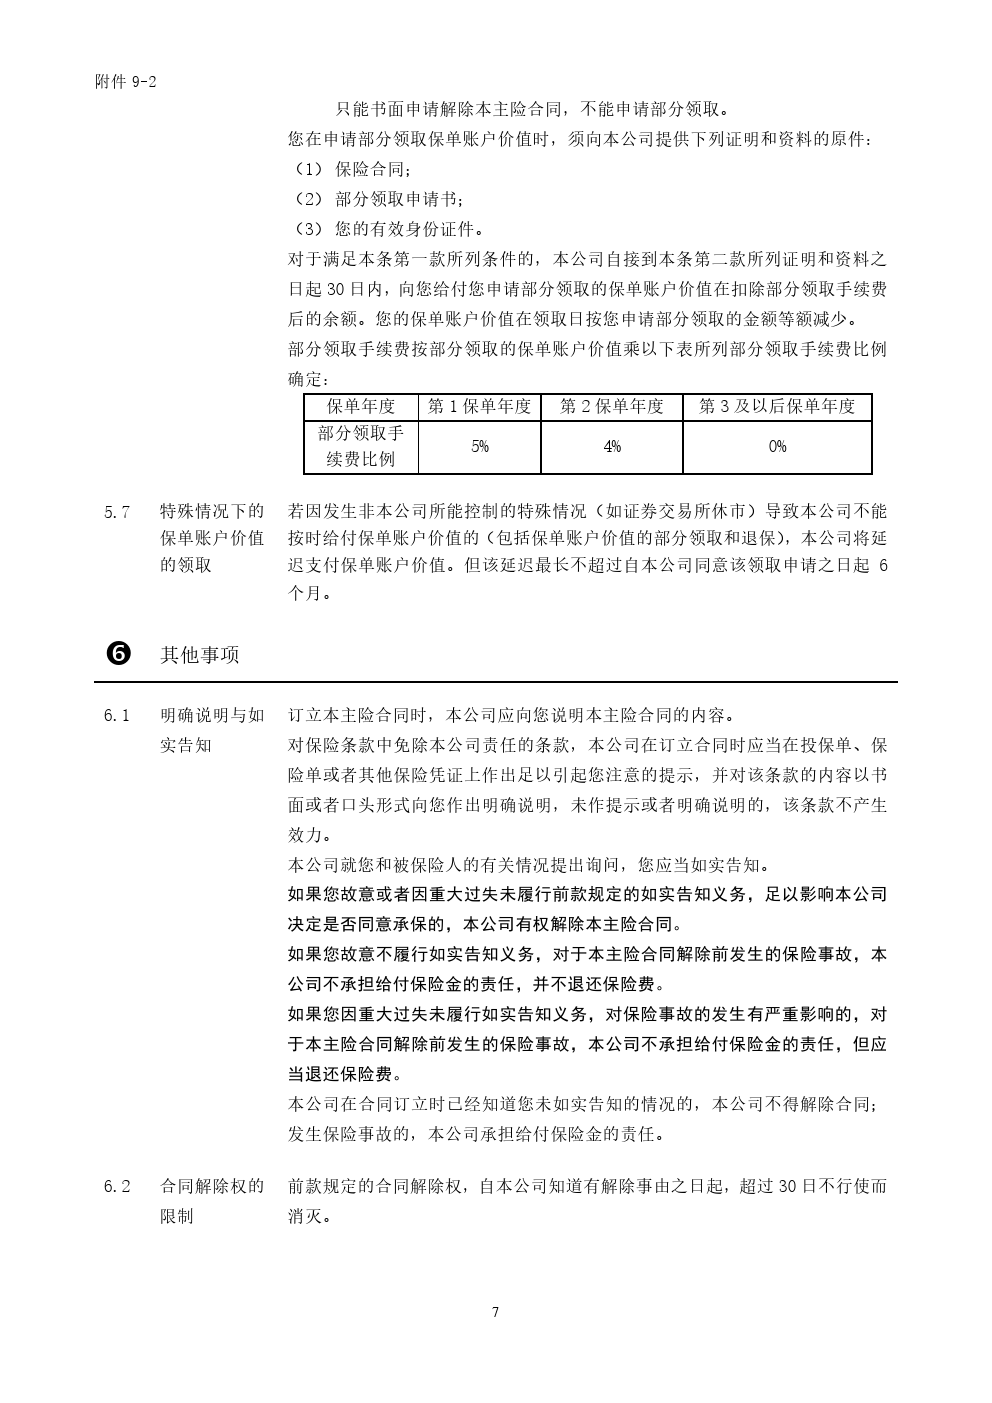 附件 9-2
只能书面申请解除本主险合同，不能申请部分领取。
您在申请部分领取保单账户价值时，须向本公司提供下列证明和资料的原件：
（1） 保险合同；
（2） 部分领取申请书；
（3） 您的有效身份证件。
对于满足本条第一款所列条件的，本公司自接到本条第二款所列证明和资料之
日起 30 日内，向您给付您申请部分领取的保单账户价值在扣除部分领取手续费
后的余额。您的保单账户价值在领取日按您申请部分领取的金额等额减少。
部分领取手续费按部分领取的保单账户价值乘以下表所列部分领取手续费比例
确定：
保单年度 第 1 保单年度 第 2 保单年度 第 3 及以后保单年度
部分领取手
续费比例 5% 4% 0%
5.7 特殊情况下的 若因发生非本公司所能控制的特殊情况（如证券交易所休市）导致本公司不能
保单账户价值 按时给付保单账户价值的（包括保单账户价值的部分领取和退保），本公司将延
的领取 迟支付保单账户价值。但该延迟最长不超过自本公司同意该领取申请之日起 6
个月。
❻ 其他事项
6.1 明确说明与如 订立本主险合同时，本公司应向您说明本主险合同的内容。
实告知 对保险条款中免除本公司责任的条款，本公司在订立合同时应当在投保单、保
险单或者其他保险凭证上作出足以引起您注意的提示，并对该条款的内容以书
面或者口头形式向您作出明确说明，未作提示或者明确说明的，该条款不产生
效力。
本公司就您和被保险人的有关情况提出询问，您应当如实告知。
如果您故意或者因重大过失未履行前款规定的如实告知义务，足以影响本公司
决定是否同意承保的，本公司有权解除本主险合同。
如果您故意不履行如实告知义务，对于本主险合同解除前发生的保险事故，本
公司不承担给付保险金的责任，并不退还保险费。
如果您因重大过失未履行如实告知义务，对保险事故的发生有严重影响的，对
于本主险合同解除前发生的保险事故，本公司不承担给付保险金的责任，但应
当退还保险费。
本公司在合同订立时已经知道您未如实告知的情况的，本公司不得解除合同；
发生保险事故的，本公司承担给付保险金的责任。
6.2 合同解除权的 前款规定的合同解除权，自本公司知道有解除事由之日起，超过 30 日不行使而
限制 消灭。
7